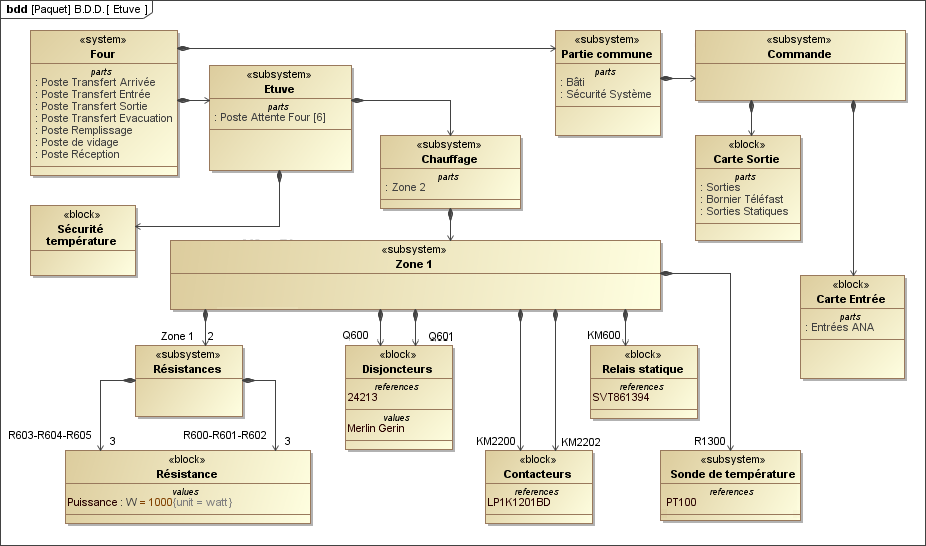 bdd [Paquet] B.D.D. [ Etuve ]
«system»
Four
parts
: Poste Transfert Arrivée
: Poste Transfert Entrée
: Poste Transfert Sortie
: Poste Transfert Evacuation
: Poste Remplissage
: Poste de vidage
: Poste Réception
«subsystem»
Etuve
parts
: Poste Attente Four [6]
«subsystem»
Partie commune
parts
: Bâti
: Sécurité Système
«subsystem»
Commande
«subsystem»
Chauffage
parts
: Zone 2
«block»
Carte Sortie
parts
: Sorties
: Bornier Téléfast
: Sorties Statiques
«block»
Sécurité
température
«subsystem»
Zone 1
«block»
Carte Entrée
parts
: Entrées ANA
Zone 1
2
«subsystem»
Résistances
Q600
Q601
«block»
Disjoncteurs
references
24213
values
Merlin Gerin
KM600
«block»
Relais statique
references
SVT861394
R603-R604-R605
3
R600-R601-R602
3
«block»
Résistance
values
Puissance : W = 1000{unit = watt}
KM2200
KM2202
«block»
Contacteurs
references
LP1K1201BD
R1300
«subsystem»
Sonde de température
references
PT100